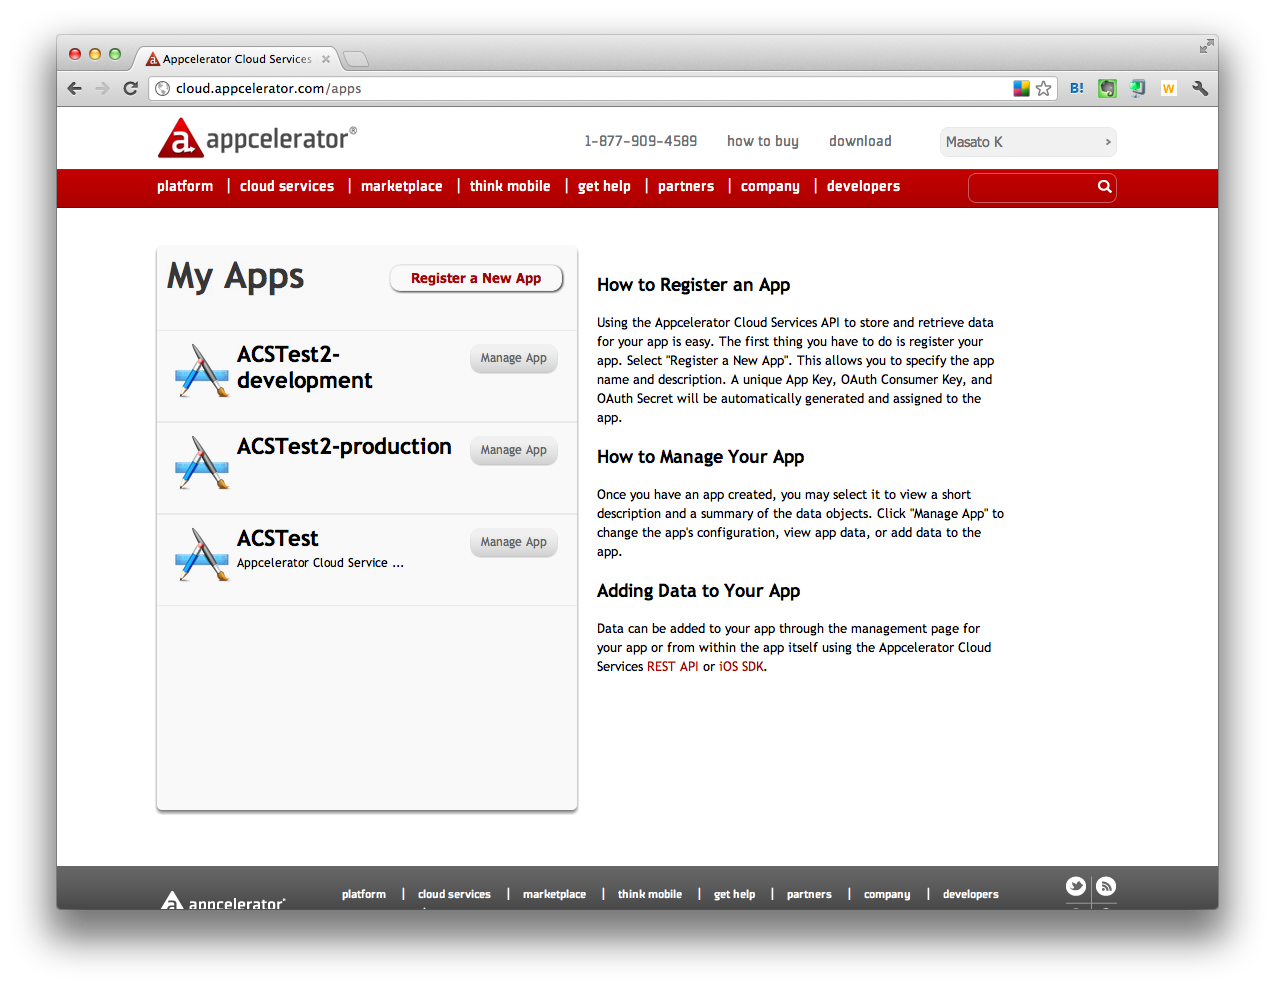 Appcelerator Cloud Services
cloud.appcelerator.com/apps
B!
W
a appcelerator®
1-877-909-4589 how to buy download
Masato K
platform | cloud services | marketplace | think mobile | get help | partners | company | developers
My Apps
Register a New App
ACSTest2-
development
Manage App
ACSTest2-production
Manage App
ACSTest
Appcelerator Cloud Service ...
Manage App
How to Register an App
Using the Appcelerator Cloud Services API to store and retrieve data
for your app is easy. The first thing you have to do is register your
app. Select "Register a New App". This allows you to specify the app
name and description. A unique App Key, OAuth Consumer Key, and
OAuth Secret will be automatically generated and assigned to the
app.
How to Manage Your App
Once you have an app created, you may select it to view a short
description and a summary of the data objects. Click "Manage App" to
change the app's configuration, view app data, or add data to the
app.
Adding Data to Your App
Data can be added to your app through the management page for
your app or from within the app itself using the Appcelerator Cloud
Services REST API or iOS SDK.
appcelerator
platform | cloud services | marketplace | think mobile | get help | partners | company | developers